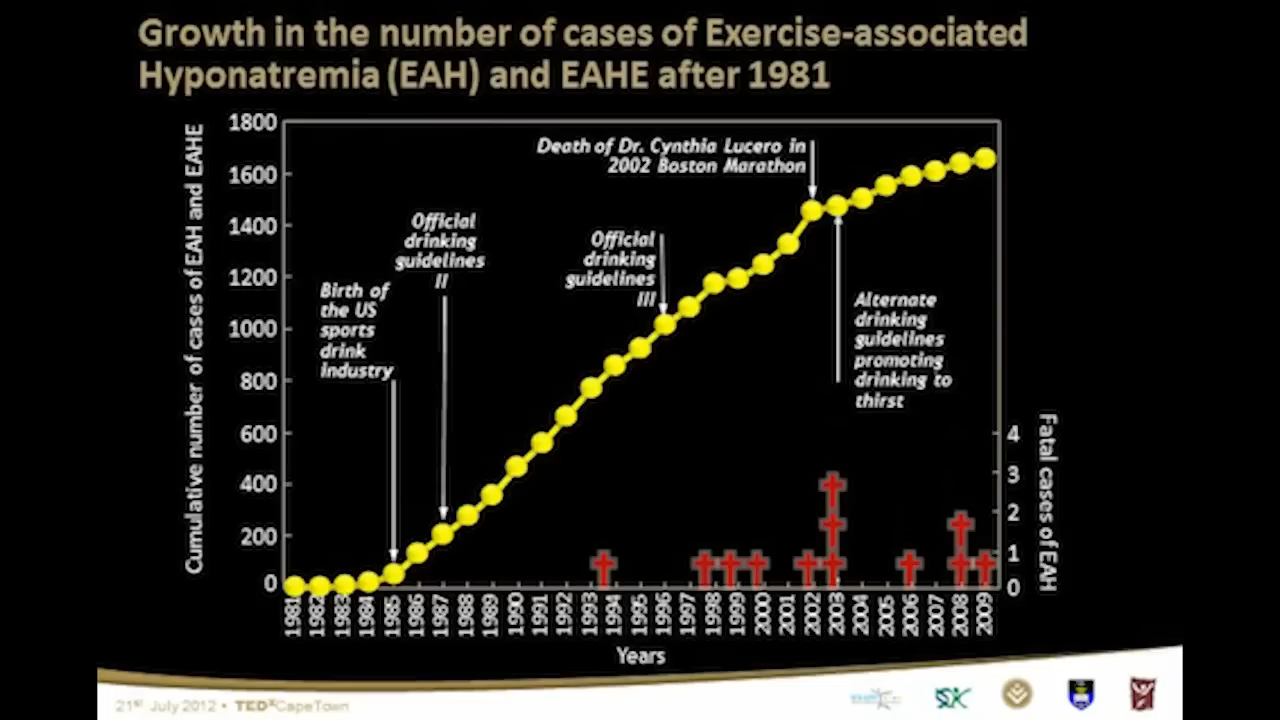 Growth in the number of cases of Exercise-associated
Hyponatremia (EAH) and EAHE after 1981
Cumulative number of cases of EAH and EAHE
1800
1600
1400
1200
1000
800
600
400
200
0
Birth of
the US
sports
drink
industry
Official
drinking
guidelines
II
Official
drinking
guidelines
III
Death of Dr. Cynthia Lucero in
2002 Boston Marathon
Alternate
drinking
guidelines
promoting
drinking to
thirst
4
3
2
1
0
Fatal cases of EAH
1981 1982 1983 1984 1985 1986 1987 1988 1989 1990 1991 1992 1993 1994 1995 1996 1997 1998 1999 2000 2001 2002 2003 2004 2005 2006 2007 2008 2009
Years
21st July 2012 • TEDxCapeTown